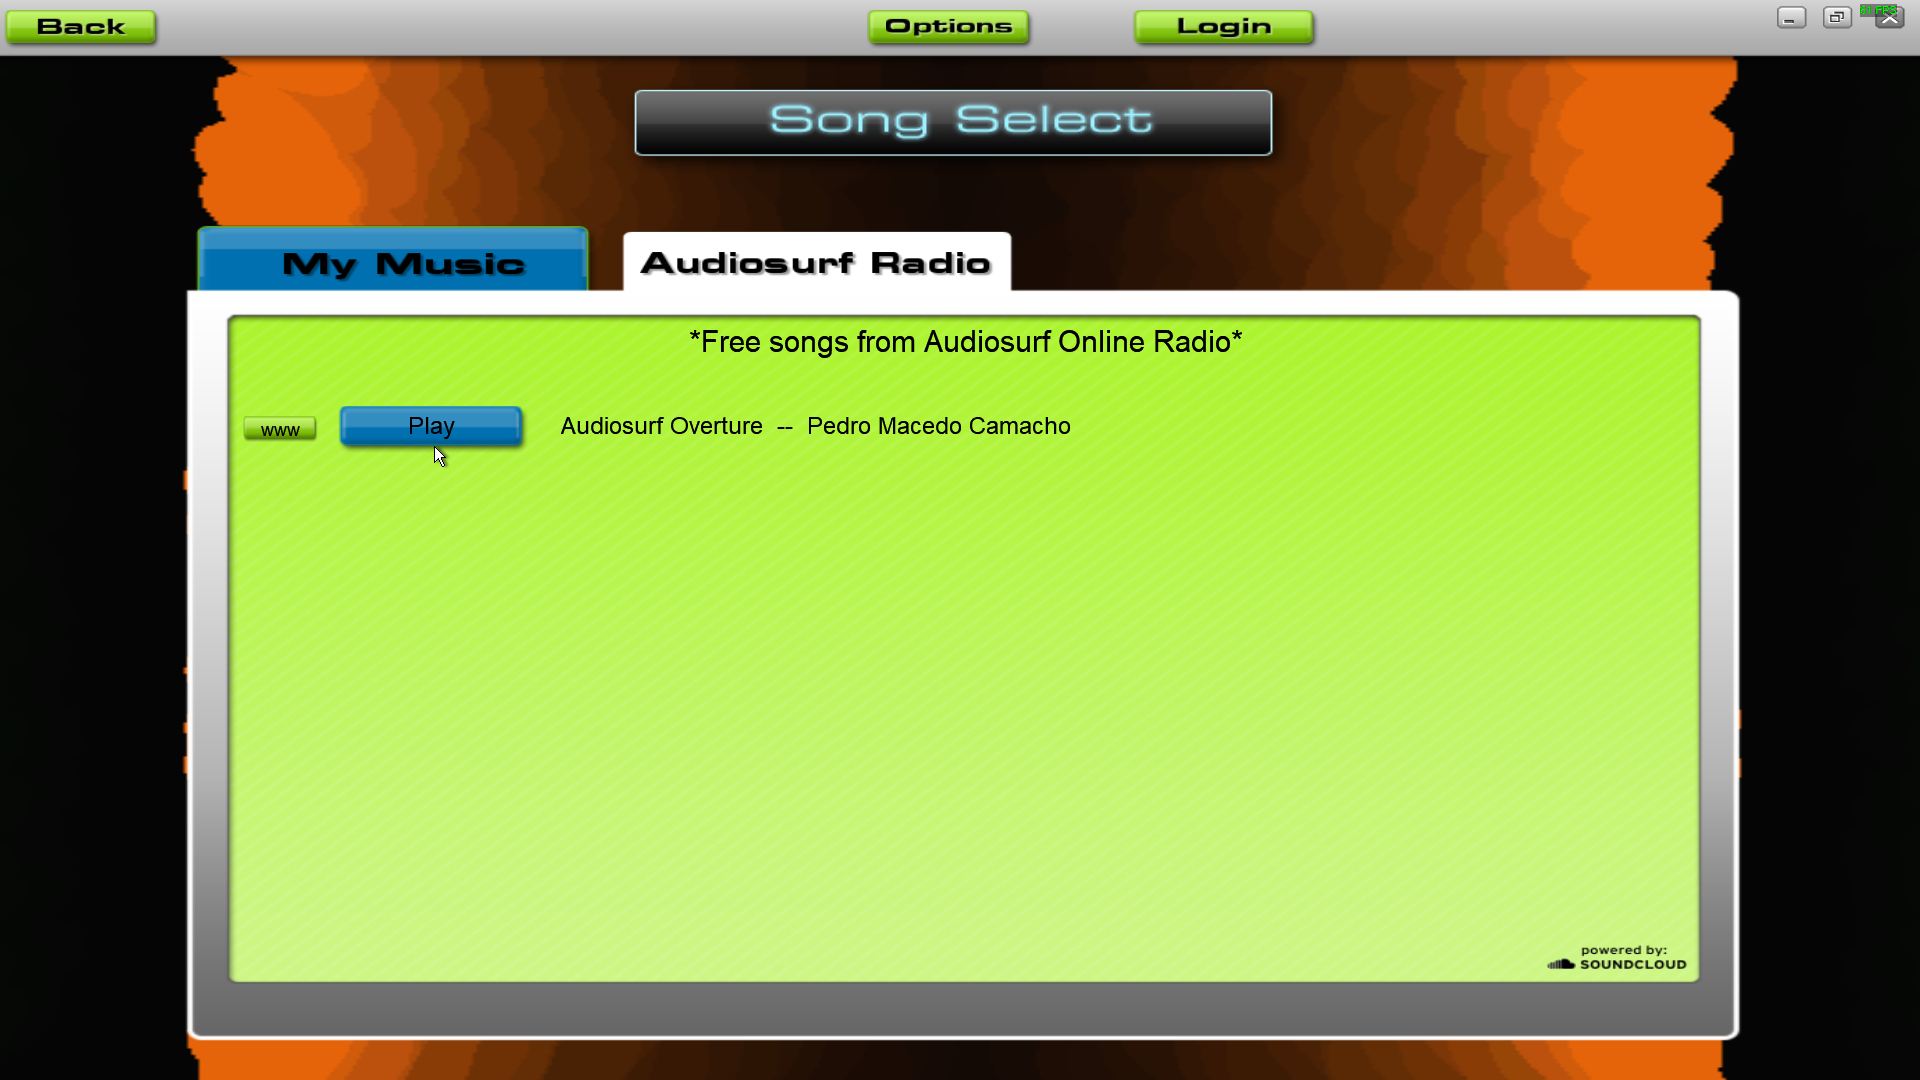 Back
Options
Login
Song Select
My Music
Audiosurf Radio
*Free songs from Audiosurf Online Radio*
www
Play
Audiosurf Overture -- Pedro Macedo Camacho
powered by:
SOUNDCLOUD